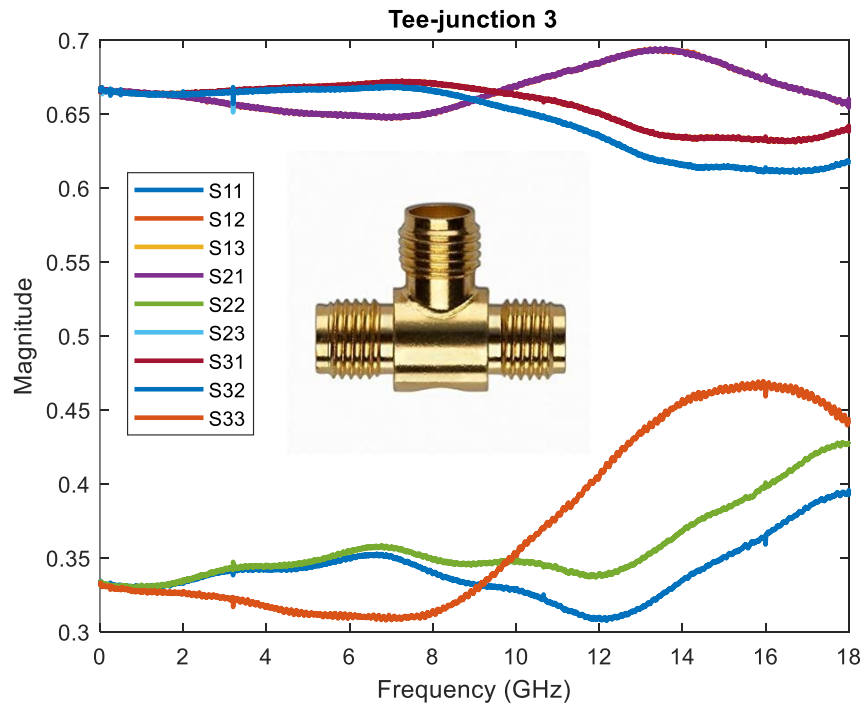 Tee-junction 3
0.7
0.65
0.6
0.55
0.5
0.45
0.4
0.35
0.3
Magnitude
S11
S12
S13
S21
S22
S23
S31
S32
S33
0 2 4 6 8 10 12 14 16 18
Frequency (GHz)